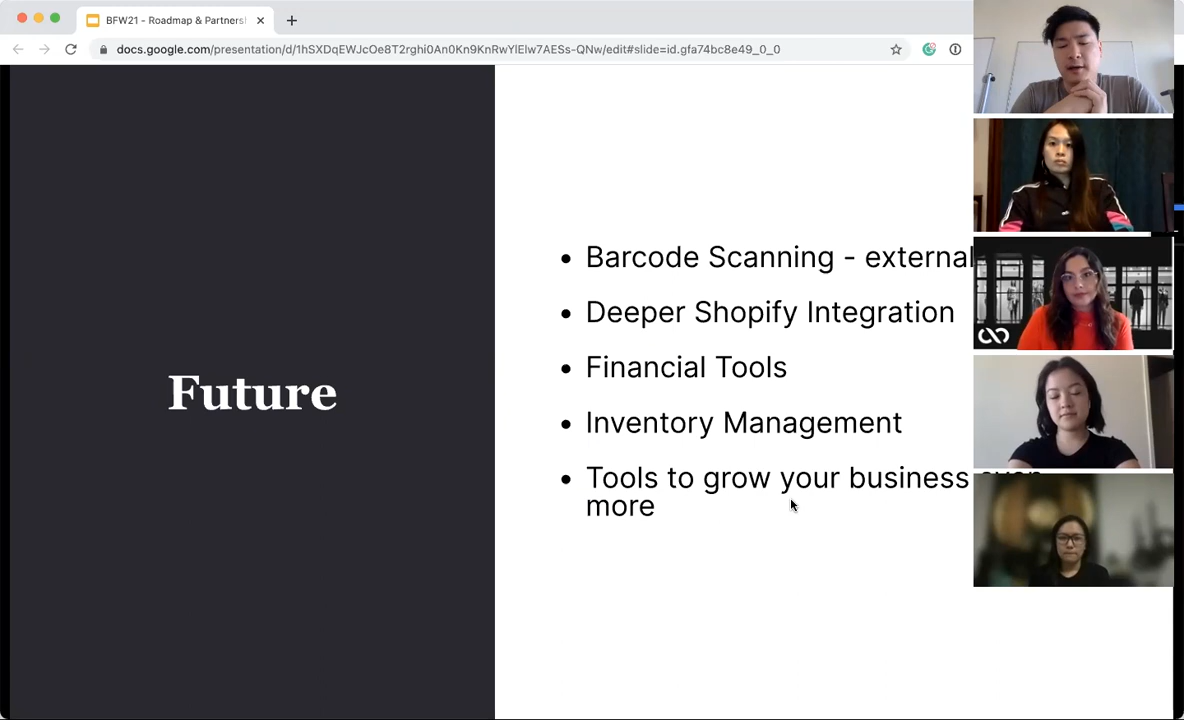 BFW21 - Roadmap & Partners
docs.google.com/presentation/d/1hSXDqEWJcOe8T2rghi0An0Kn9KnRwYlElw7AESs-QNw/edit#slide=id.gfa74bc8e49_0_0
Future
• Barcode Scanning - external
• Deeper Shopify Integration
• Financial Tools
• Inventory Management
• Tools to grow your business
more